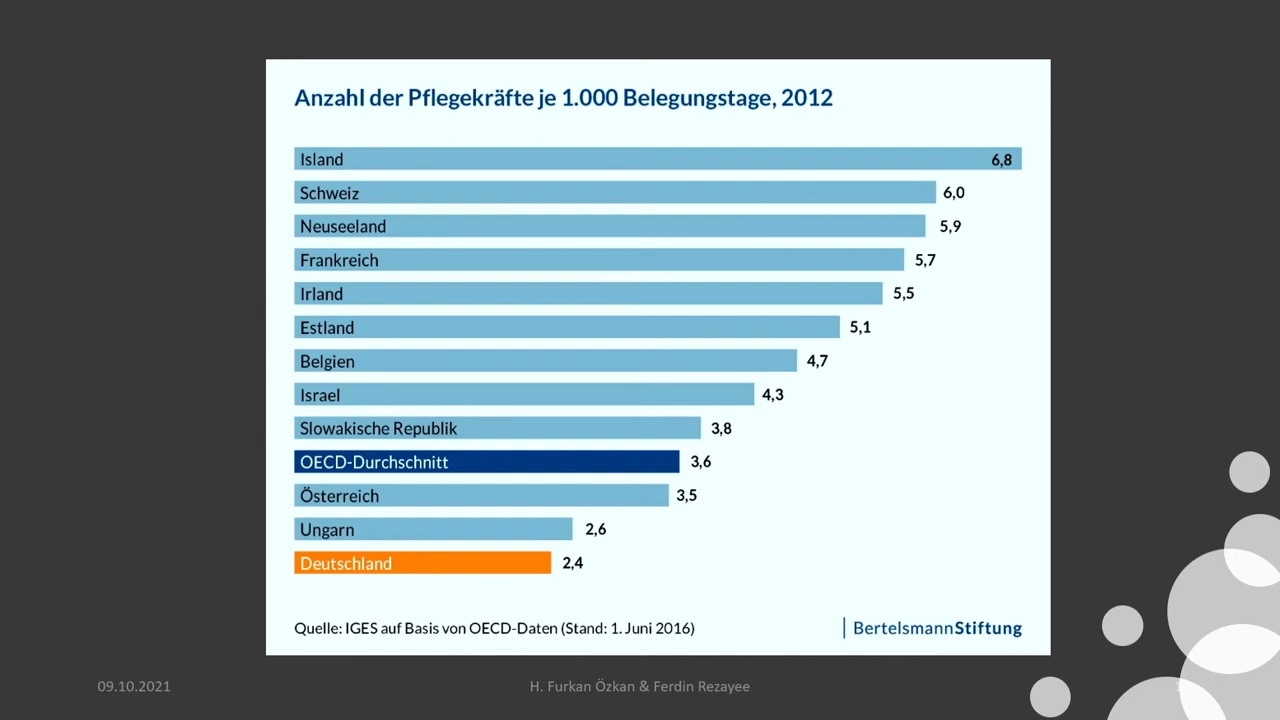 Anzahl der Pflegekräfte je 1.000 Belegungstage, 2012
Island 6,8
Schweiz 6,0
Neuseeland 5,9
Frankreich 5,7
Irland 5,5
Estland 5,1
Belgien 4,7
Israel 4,3
Slowakische Republik 3,8
OECD-Durchschnitt 3,6
Österreich 3,5
Ungarn 2,6
Deutschland 2,4
Quelle: IGES auf Basis von OECD-Daten (Stand: 1. Juni 2016)
BertelsmannStiftung
09.10.2021
H. Furkan Özkan & Ferdin Rezayee